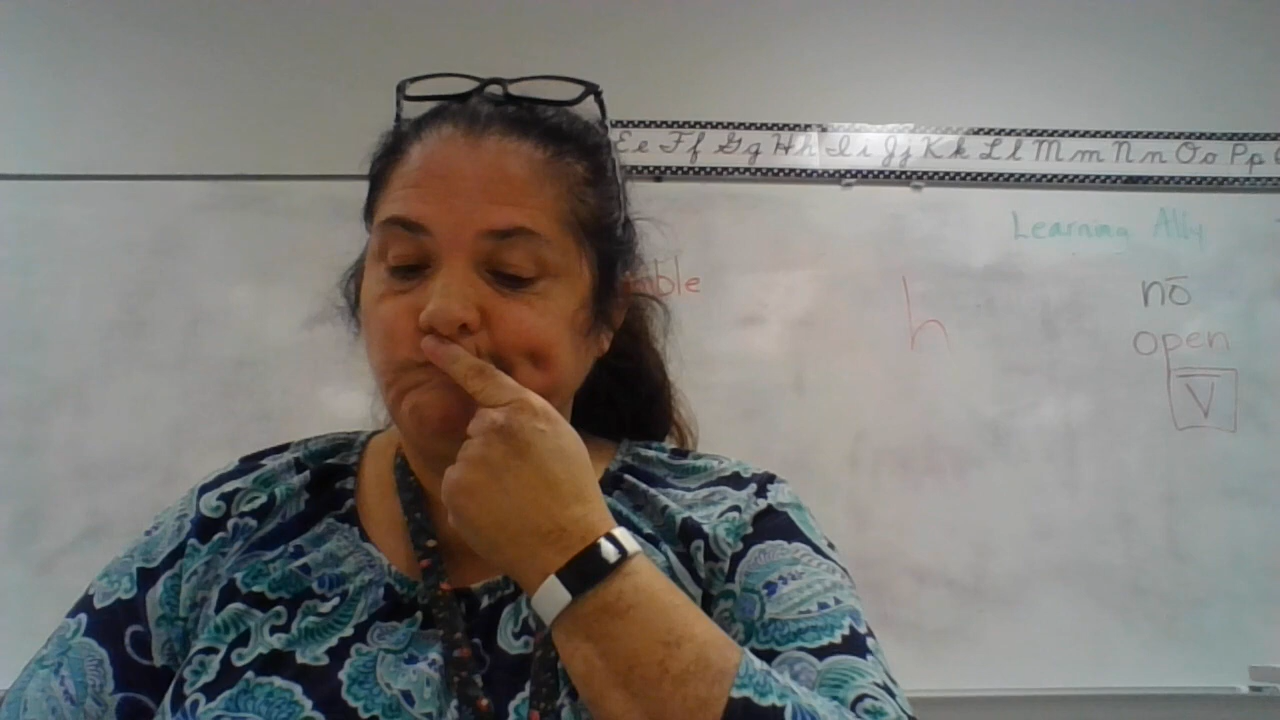 Ee Ff Gg Hh Ii Jj Kk Ll Mm Nn Oo Pp
Learning Ally
h
nō
open
V̄